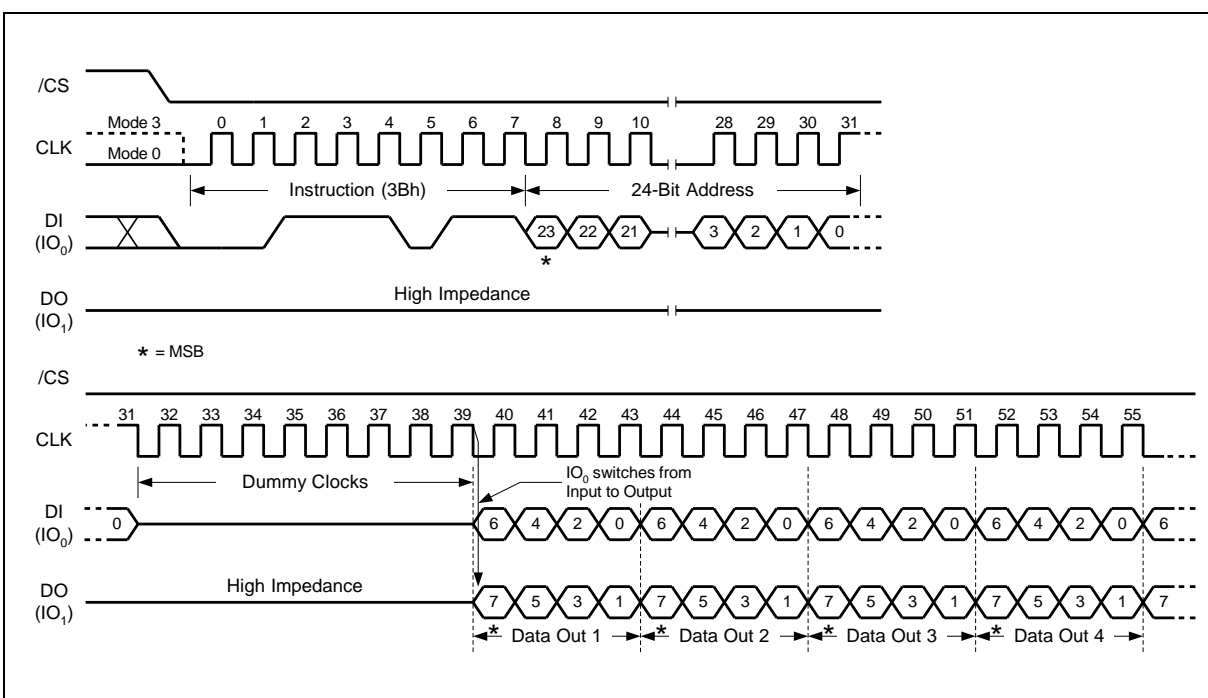 /CS
Mode 3
0 1 2 3 4 5 6 7 8 9 10 28 29 30 31
CLK
Mode 0
Instruction (3Bh) 24-Bit Address
DI
(IO0)
23 22 21 3 2 1 0
*
High Impedance
DO
(IO1)
* = MSB
/CS
31 32 33 34 35 36 37 38 39 40 41 42 43 44 45 46 47 48 49 50 51 52 53 54 55
CLK
Dummy Clocks
IO0 switches from
Input to Output
DI
(IO0)
0 6 4 2 0 6 4 2 0 6 4 2 0 6 4 2 0 6
High Impedance
DO
(IO1)
7 5 3 1 7 5 3 1 7 5 3 1 7 5 3 1 7
* Data Out 1 * Data Out 2 * Data Out 3 * Data Out 4